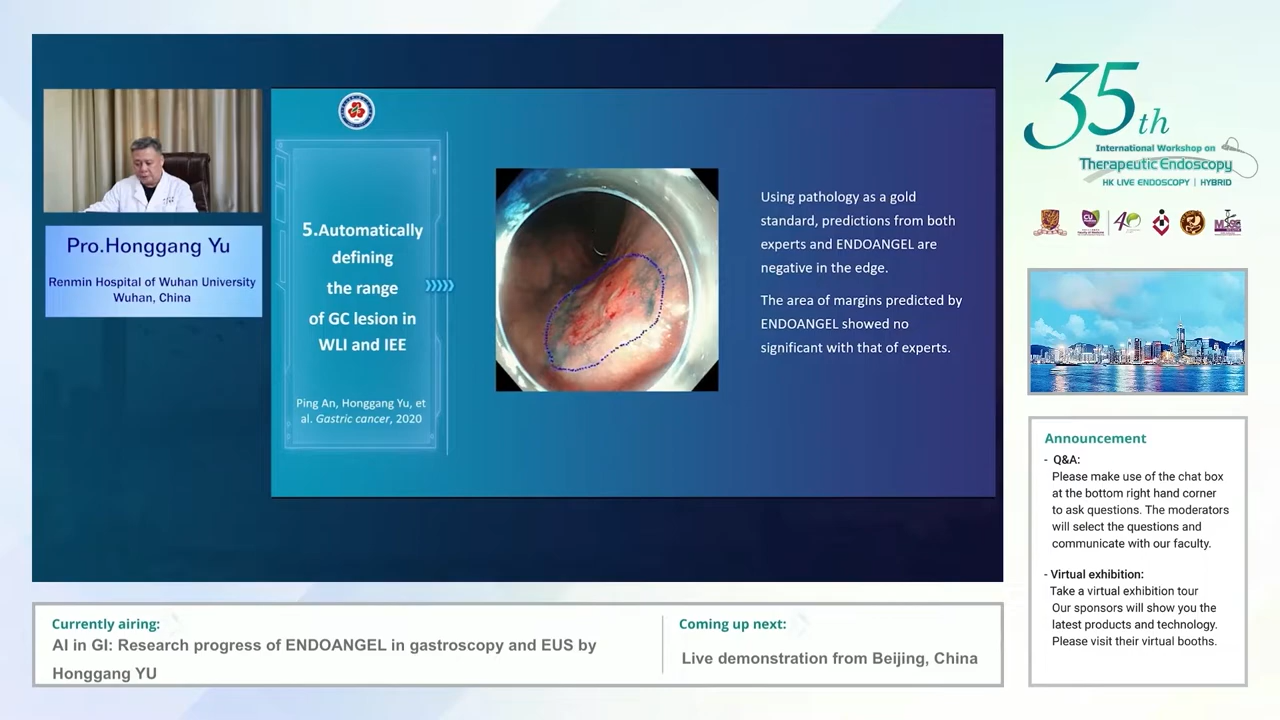 Pro.Honggang Yu
Renmin Hospital of Wuhan University
Wuhan, China
5.Automatically
defining
the range
of GC lesion in
WLI and IEE
Ping An, Honggang Yu, et
al. Gastric cancer, 2020
Using pathology as a gold
standard, predictions from both
experts and ENDOANGEL are
negative in the edge.
The area of margins predicted by
ENDOANGEL showed no
significant with that of experts.
35th
International Workshop on
Therapeutic Endoscopy
HK LIVE ENDOSCOPY | HYBRID
Announcement
- Q&A:
Please make use of the chat box
at the bottom right hand corner
to ask questions. The moderators
will select the questions and
communicate with our faculty.
- Virtual exhibition:
Take a virtual exhibition tour
Our sponsors will show you the
latest products and technology.
Please visit their virtual booths.
Currently airing:
AI in GI: Research progress of ENDOANGEL in gastroscopy and EUS by
Honggang YU
Coming up next:
Live demonstration from Beijing, China